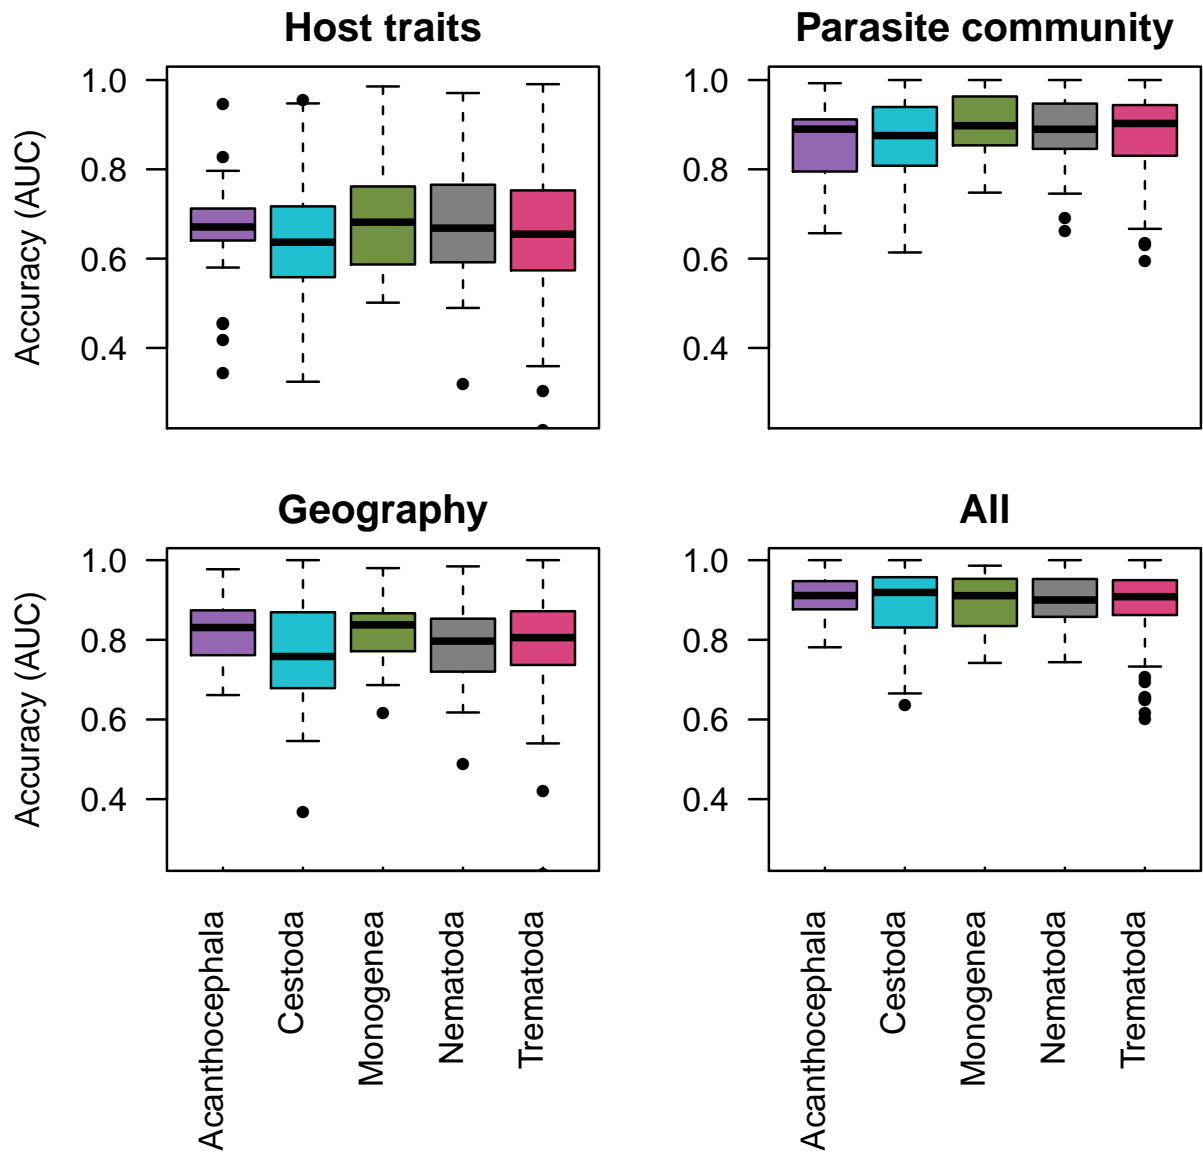 Host traits
Parasite community
Accuracy (AUC)
1.0
0.8
0.6
0.4
1.0
0.8
0.6
0.4
Geography
All
Accuracy (AUC)
1.0
0.8
0.6
0.4
1.0
0.8
0.6
0.4
Acanthocephala
Cestoda
Monogenea
Nematoda
Trematoda
Acanthocephala
Cestoda
Monogenea
Nematoda
Trematoda